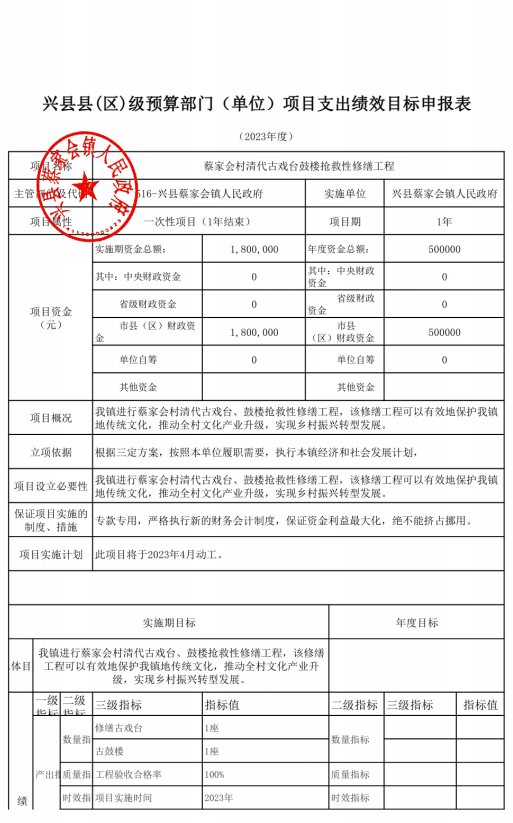 兴县县(区)级预算部门（单位）项目支出绩效目标申报表
（2023年度）
项目名称 蔡家会村清代古戏台鼓楼抢救性修缮工程
兴县蔡家会镇人民政府
主管 及代 516-兴县蔡家会镇人民政府 实施单位 兴县蔡家会镇人民政府
项目属性 一次性项目（1年结束） 项目期 1年
项目资金
（元）
实施期资金总额: 1,800,000 年度资金总额: 500000
其中: 中央财政资金 0 其中: 中央财政
资金 0
省级财政资金 0 省级财政
资金 0
市县（区）财政资
金 1,800,000 市县
（区）财政资金 500000
单位自筹 0 单位自筹 0
其他资金 其他资金
项目概况 我镇进行蔡家会村清代古戏台、鼓楼抢救性修缮工程，该修缮工程可以有效地保护我镇
地传统文化，推动全村文化产业升级，实现乡村振兴转型发展。
立项依据 根据三定方案，按照本单位履职需要，执行本镇经济和社会发展计划，
项目设立必要性 我镇进行蔡家会村清代古戏台、鼓楼抢救性修缮工程，该修缮工程可以有效地保护我镇
地传统文化，推动全村文化产业升级，实现乡村振兴转型发展。
保证项目实施的
制度、措施 专款专用，严格执行新的财务会计制度，保证资金利益最大化，绝不能挤占挪用。
项目实施计划 此项目将于2023年4月动工。
实施期目标 年度目标
体目 我镇进行蔡家会村清代古戏台、鼓楼抢救性修缮工程，该修缮
工程可以有效地保护我镇地传统文化，推动全村文化产业升
级，实现乡村振兴转型发展。
一级
指标 二级
指标 三级指标 指标值 二级指标 三级指标 指标值
绩
产出指
数量指 修缮古戏台 1座 数量指标
古鼓楼 1座
质量指 工程验收合格率 100% 质量指标
时效指 项目实施时间 2023年 时效指标